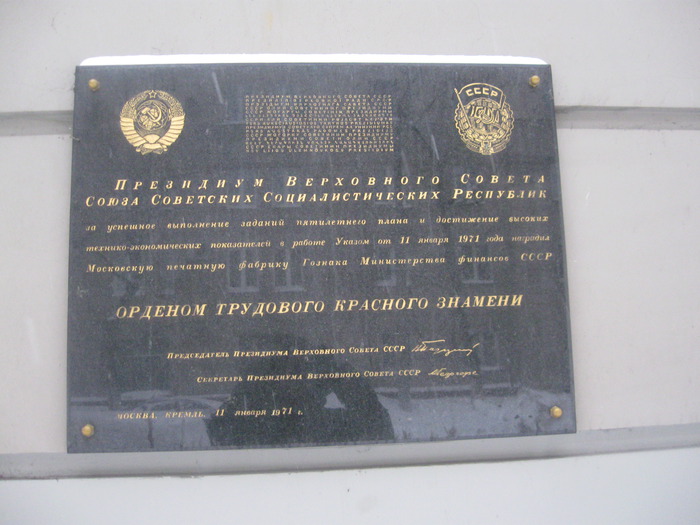 СССР
Президиум Верховного Совета
Союза Советских Социалистических Республик
за успешное выполнение заданий пятилетнего плана и достижение высоких
технико-экономических показателей в работе Указом от 11 января 1971 года наградил
Московскую печатную фабрику Гознака Министерства финансов СССР
ОРДЕНОМ ТРУДОВОГО КРАСНОГО ЗНАМЕНИ
Председатель Президиума Верховного Совета СССР
Секретарь Президиума Верховного Совета СССР
Москва, Кремль. 11 января 1971 г.